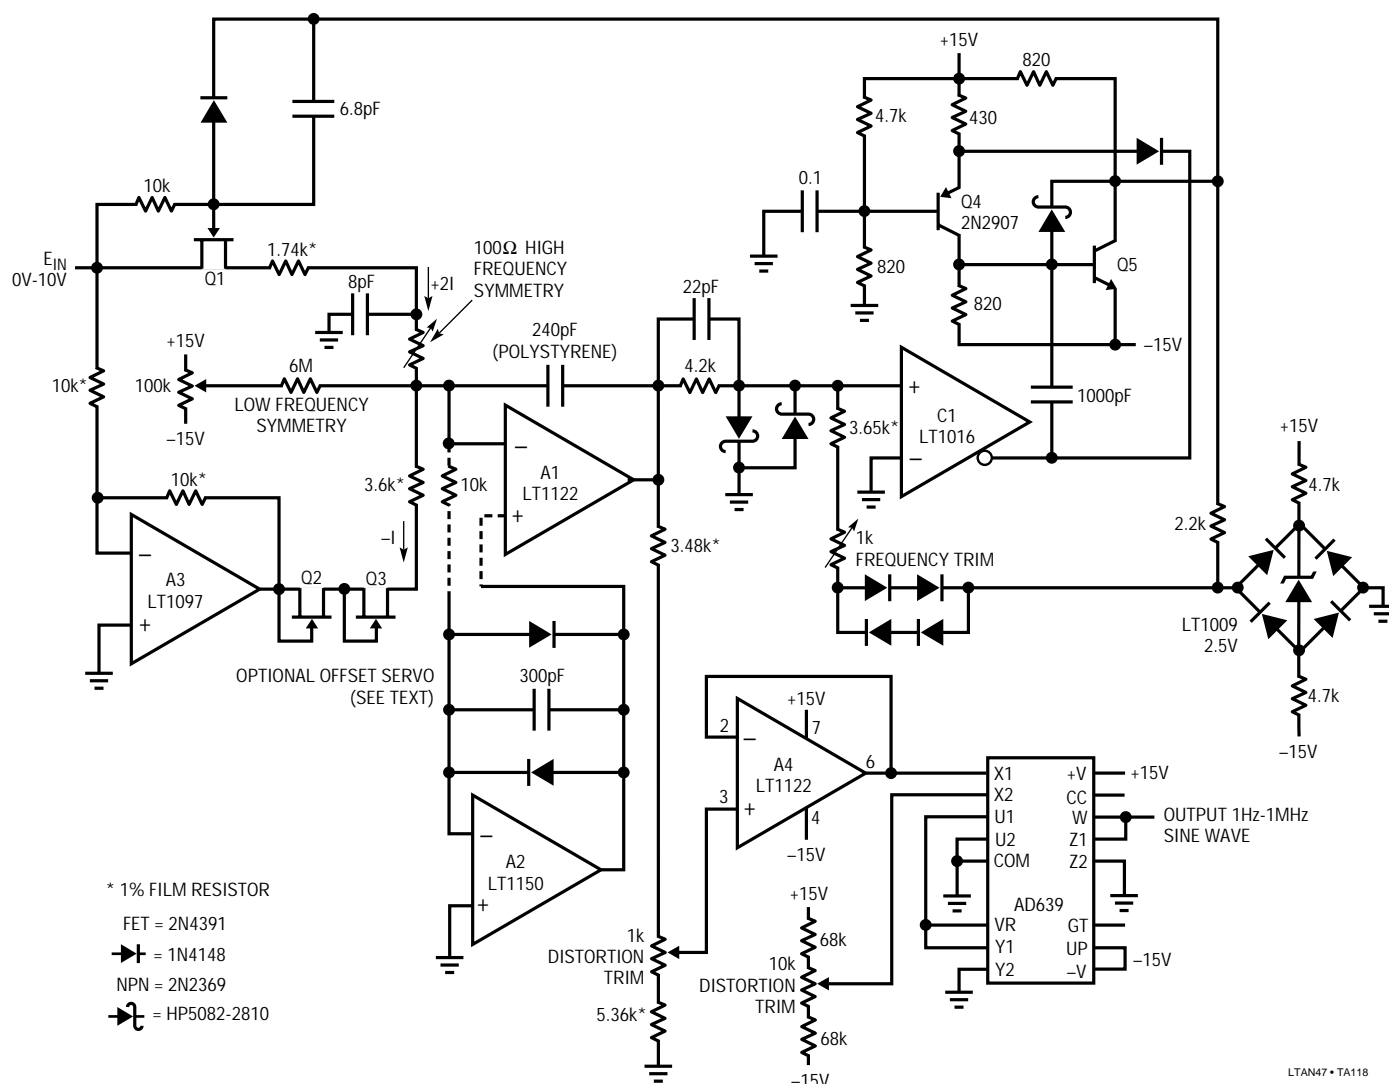 +15V
820
6.8pF
4.7k
430
0.1
10k
Q4
2N2907
E_IN
0V-10V
Q1
1.74k*
100Ω HIGH
FREQUENCY
SYMMETRY
+2I
8pF
820
820
Q5
–15V
22pF
+15V
10k*
100k
–15V
6M
LOW FREQUENCY
SYMMETRY
240pF
(POLYSTYRENE)
4.2k
3.65k*
+
–
C1
LT1016
1000pF
10k*
3.6k*
–I
10k
–
+
A1
LT1122
3.48k*
1k
FREQUENCY TRIM
2.2k
+15V
4.7k
LT1009
2.5V
4.7k
–15V
–
+
A3
LT1097
Q2
Q3
OPTIONAL OFFSET SERVO
(SEE TEXT)
300pF
–
+
A2
LT1150
2
3
–
+
+15V
7
A4
LT1122
6
4
–15V
X1
X2
U1
U2
COM
VR
Y1
Y2
+V
CC
W
Z1
Z2
GT
UP
–V
AD639
+15V
OUTPUT 1Hz-1MHz
SINE WAVE
–15V
1k
DISTORTION
TRIM
5.36k*
+15V
68k
10k
DISTORTION
TRIM
68k
–15V
* 1% FILM RESISTOR
FET = 2N4391
= 1N4148
NPN = 2N2369
= HP5082-2810
LTAN47 • TA118